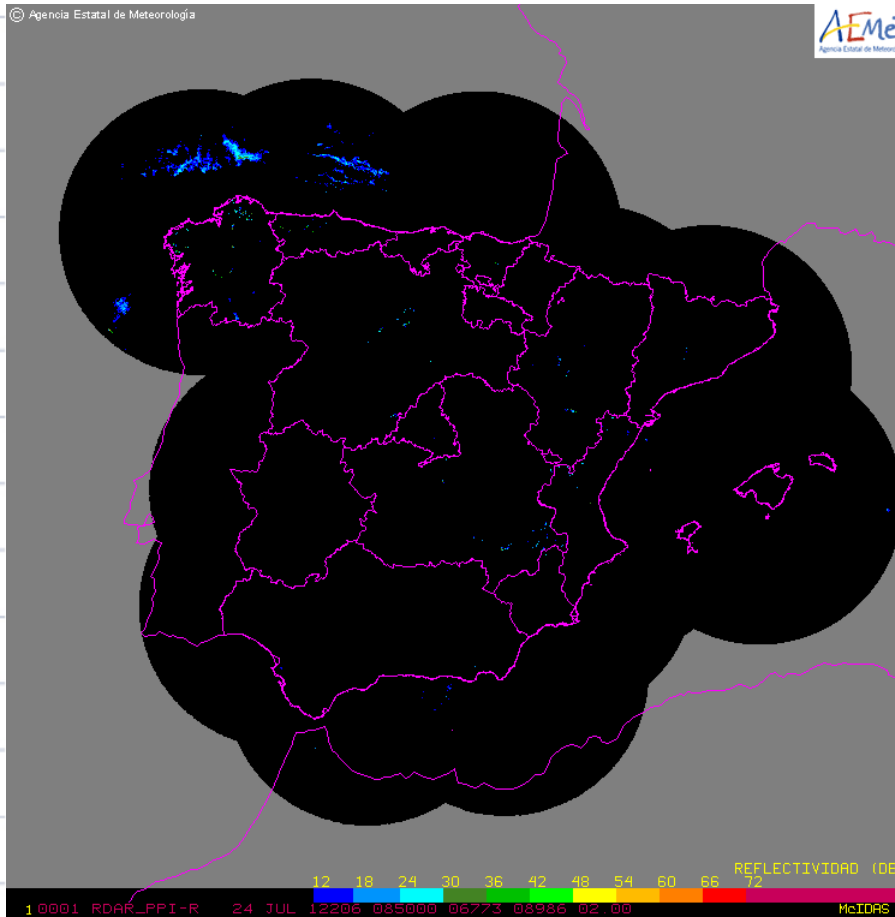 © Agencia Estatal de Meteorología
AEMe
Agencia Estatal de Meteoro
REFLECTIVIDAD (DB
12 18 24 30 36 42 48 54 60 66 72
1 0001 RDAR_PPI-R 24 JUL 12206 085000 06773 08986 02.00 McIDAS